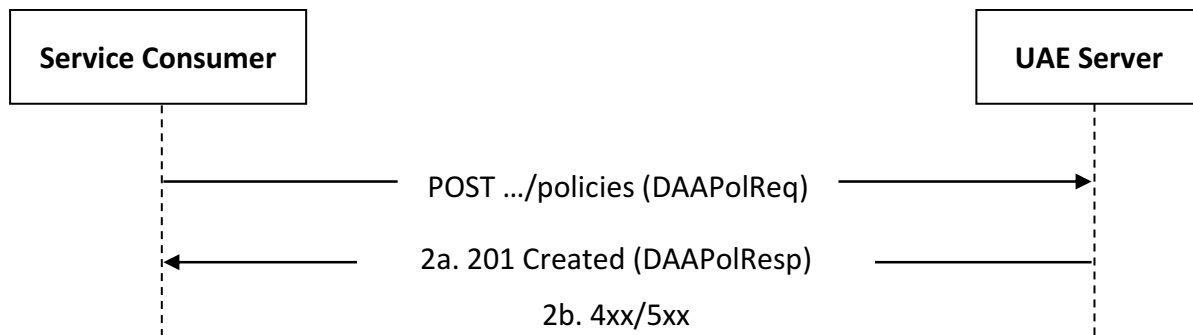 Service Consumer
UAE Server
POST .../policies (DAAPolReq)
2a. 201 Created (DAAPolResp)
2b. 4xx/5xx